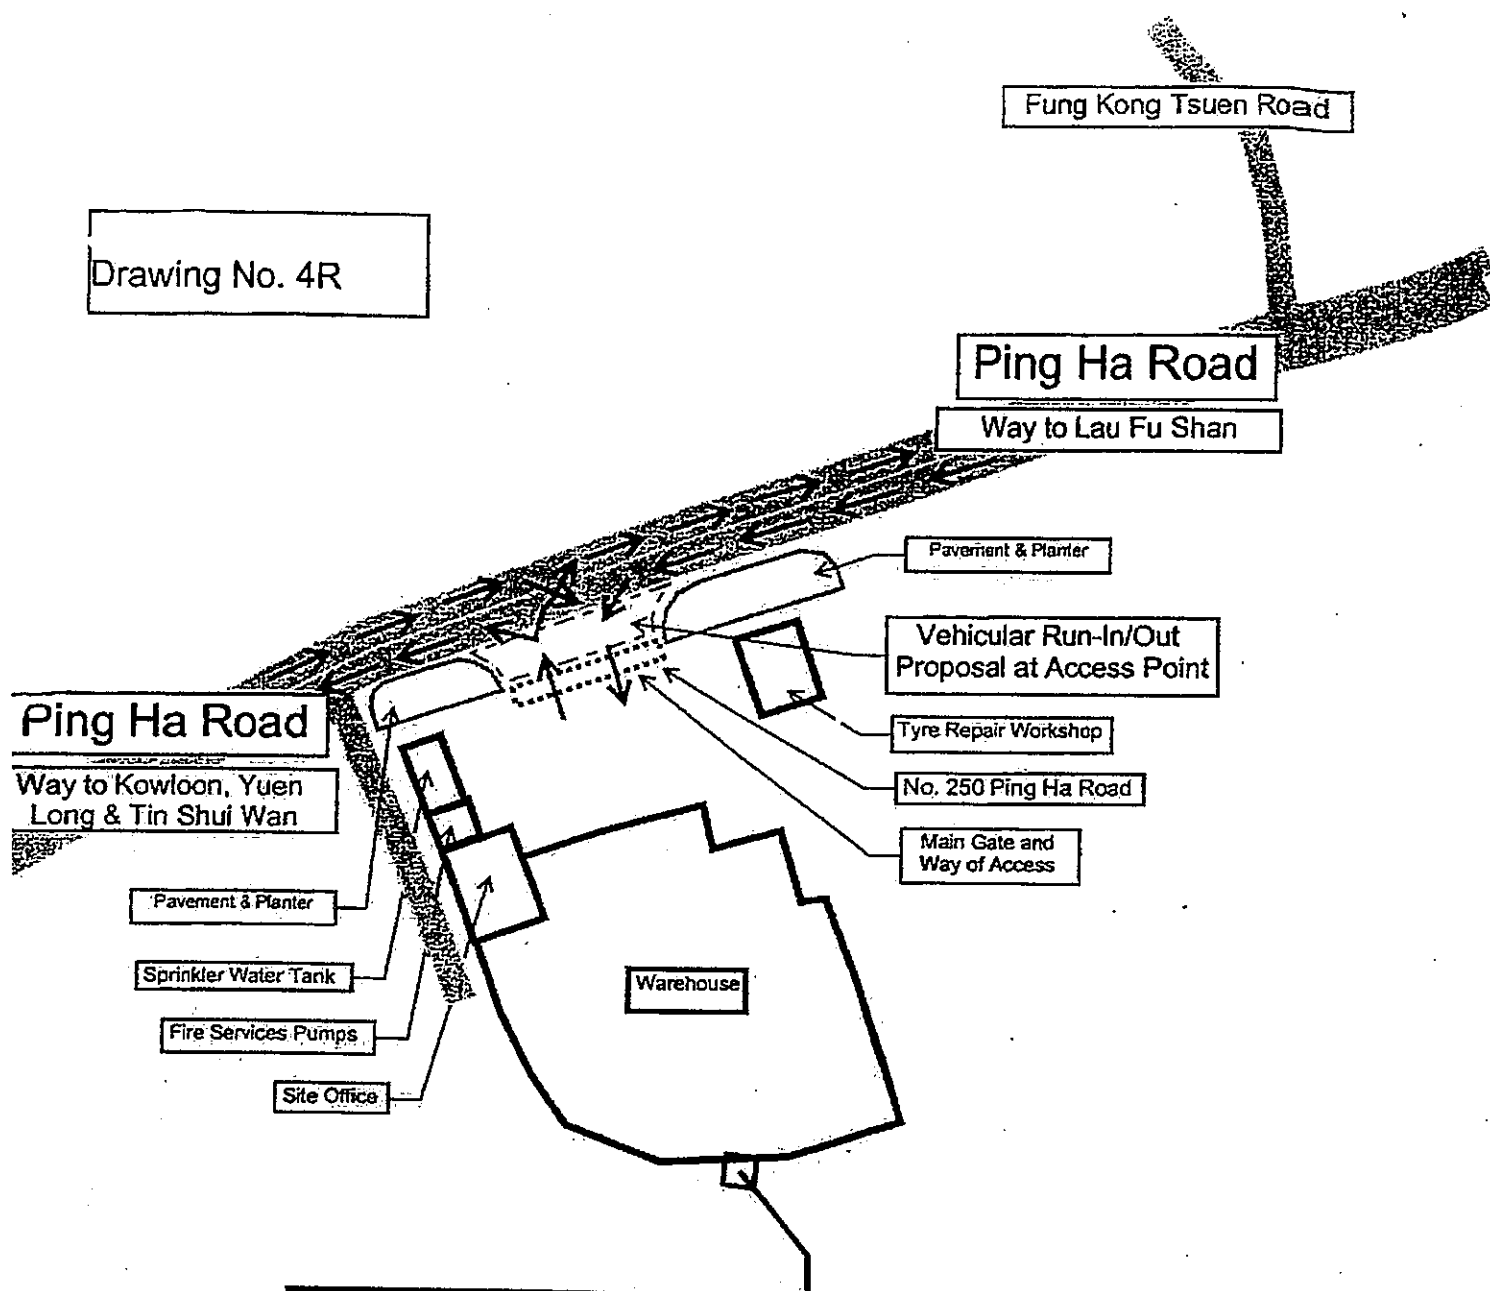 Fung Kong Tsuen Road
Drawing No. 4R
Ping Ha Road
Way to Lau Fu Shan
Pavement & Planter
Vehicular Run-In/Out
Proposal at Access Point
Ping Ha Road
Tyre Repair Workshop
Way to Kowloon, Yuen
Long & Tin Shui Wan
No. 250 Ping Ha Road
Main Gate and
Way of Access
Pavement & Planter
Sprinkler Water Tank
Warehouse
Fire Services Pumps
Site Office